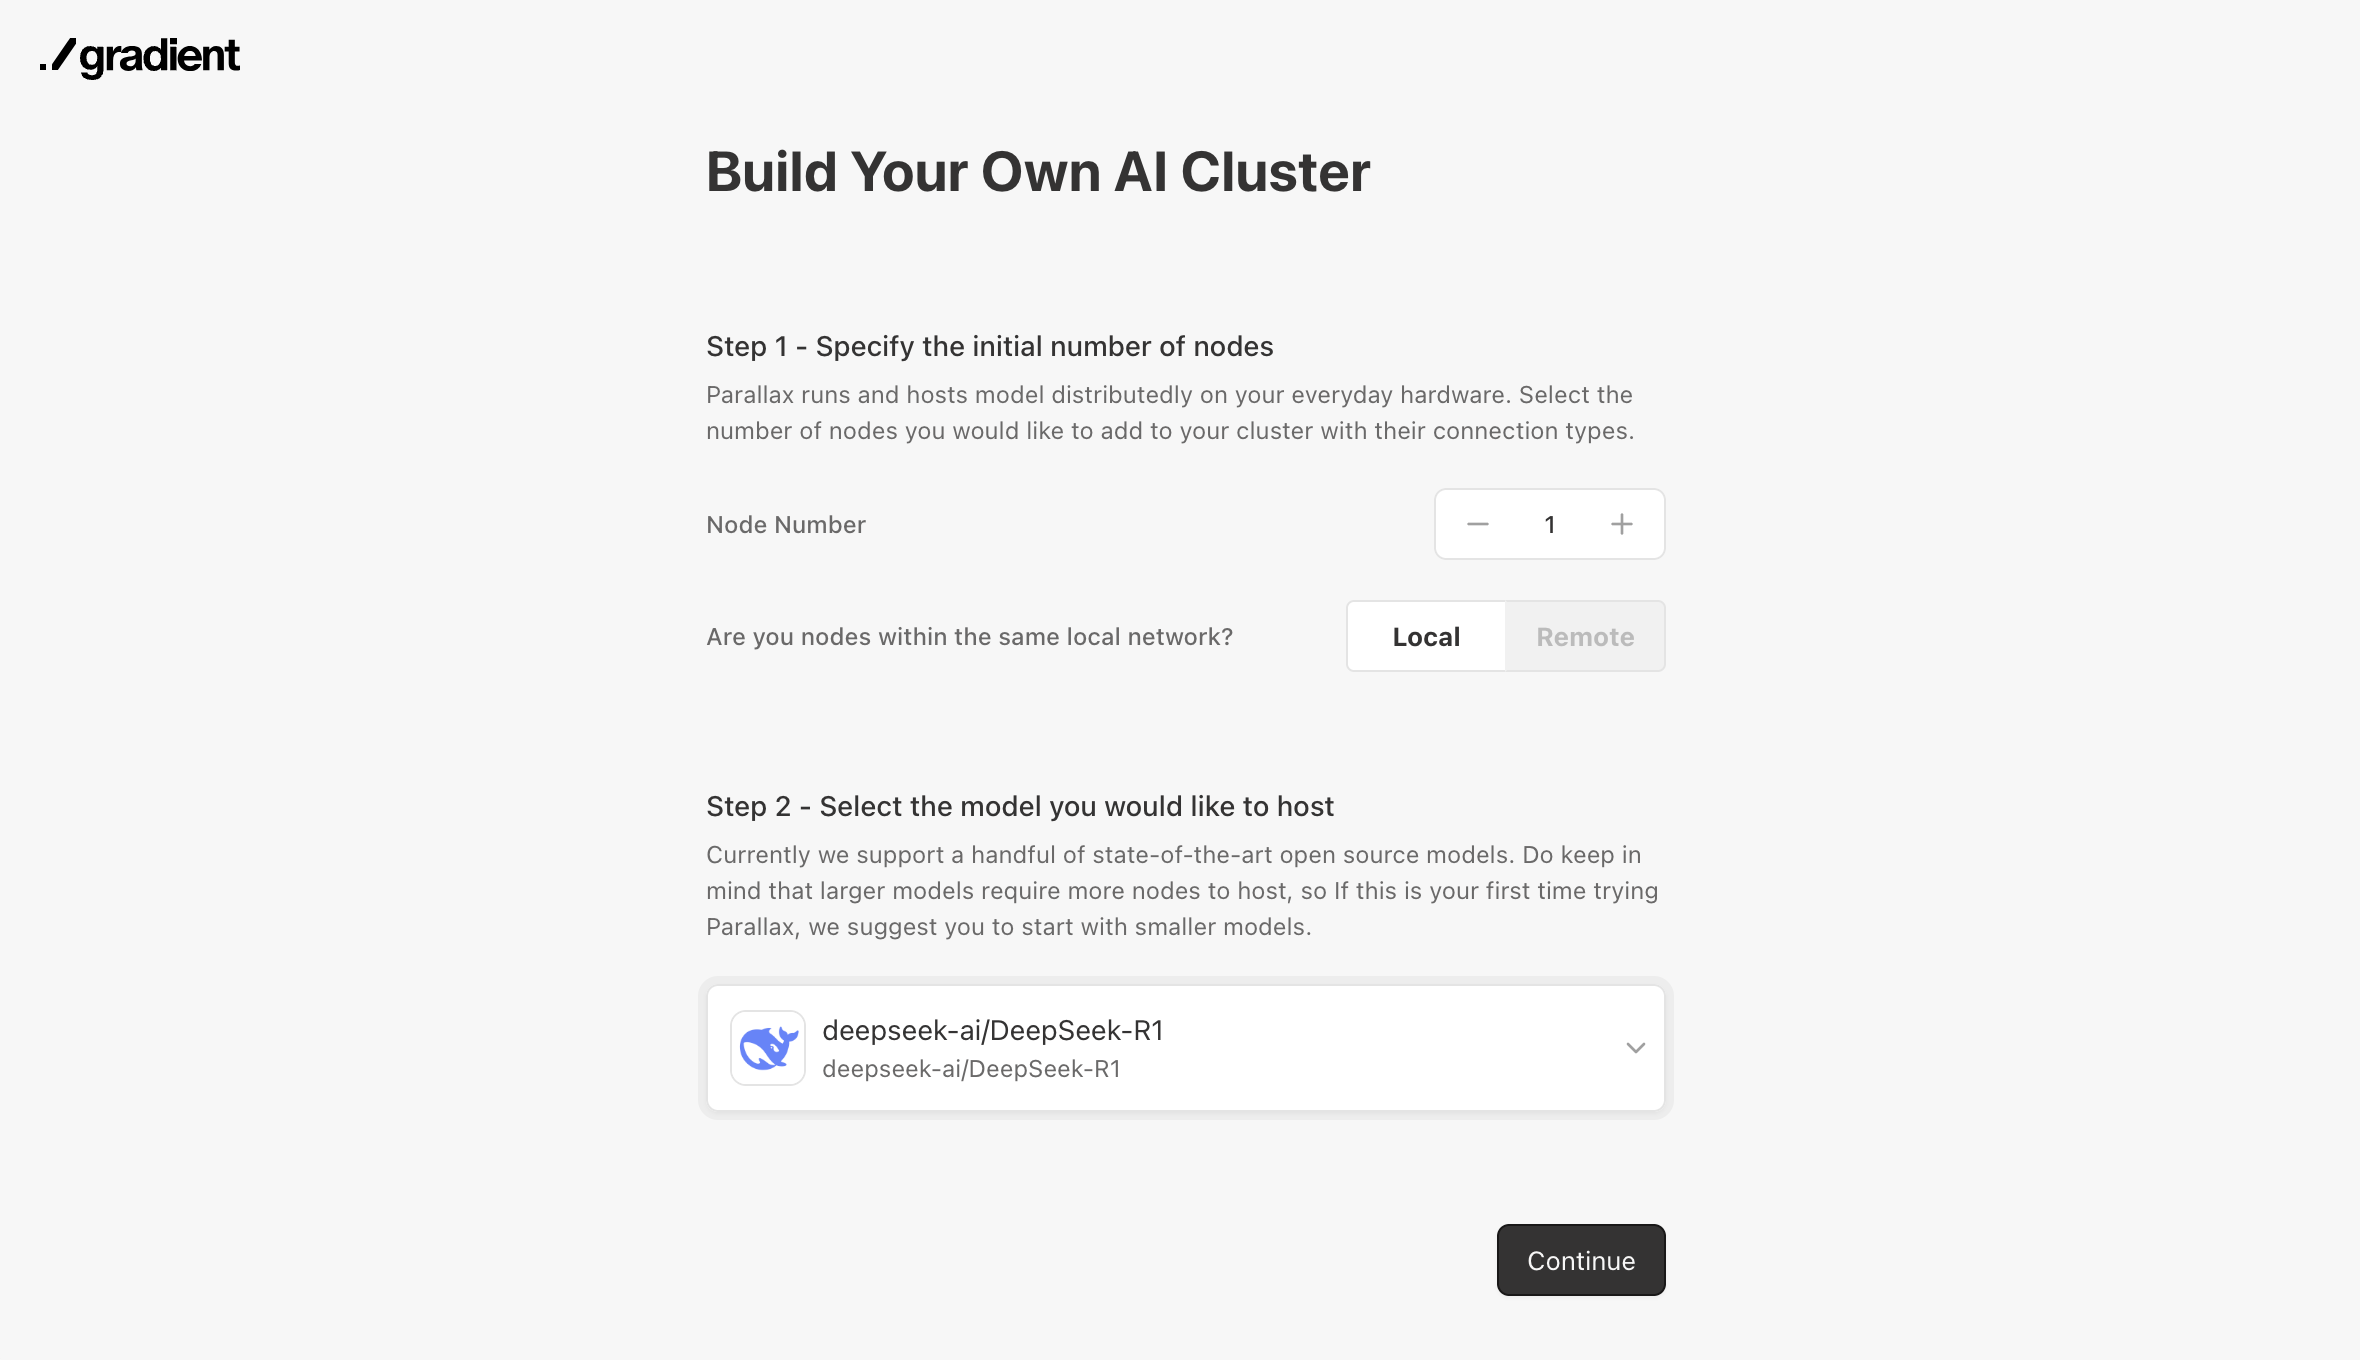 ./gradient
Build Your Own AI Cluster
Step 1 - Specify the initial number of nodes
Parallax runs and hosts model distributedly on your everyday hardware. Select the
number of nodes you would like to add to your cluster with their connection types.
Node Number
1
Are you nodes within the same local network?
Local
Remote
Step 2 - Select the model you would like to host
Currently we support a handful of state-of-the-art open source models. Do keep in
mind that larger models require more nodes to host, so If this is your first time trying
Parallax, we suggest you to start with smaller models.
deepseek-ai/DeepSeek-R1
deepseek-ai/DeepSeek-R1
Continue